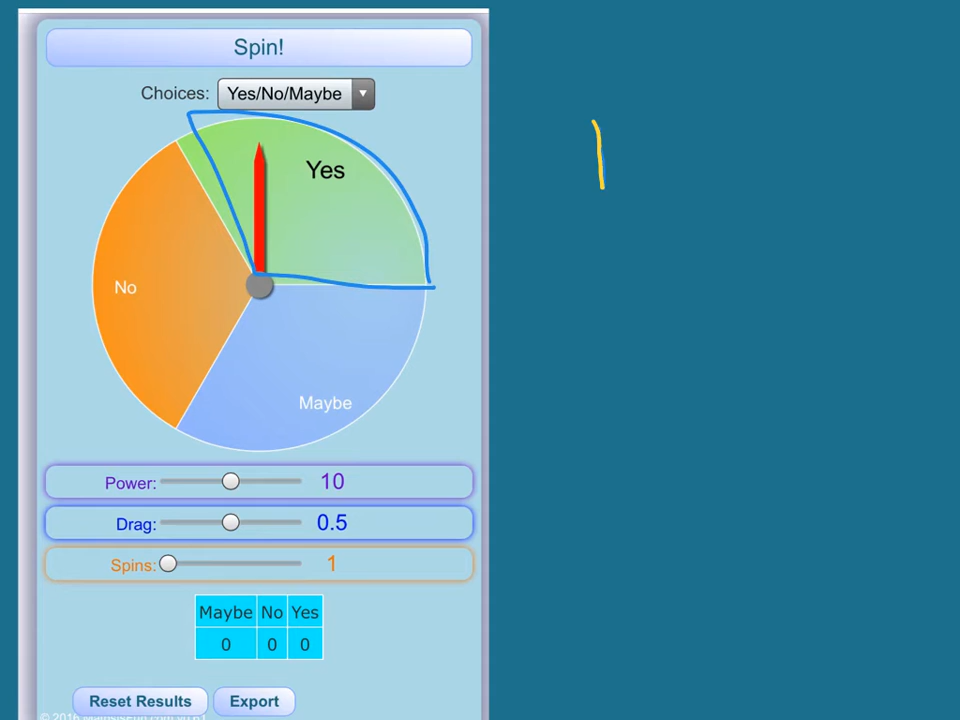 Spin!
Choices: Yes/No/Maybe
Yes
No
Maybe
Power: 10
Drag: 0.5
Spins: 1
Maybe No Yes
0 0 0
Reset Results Export